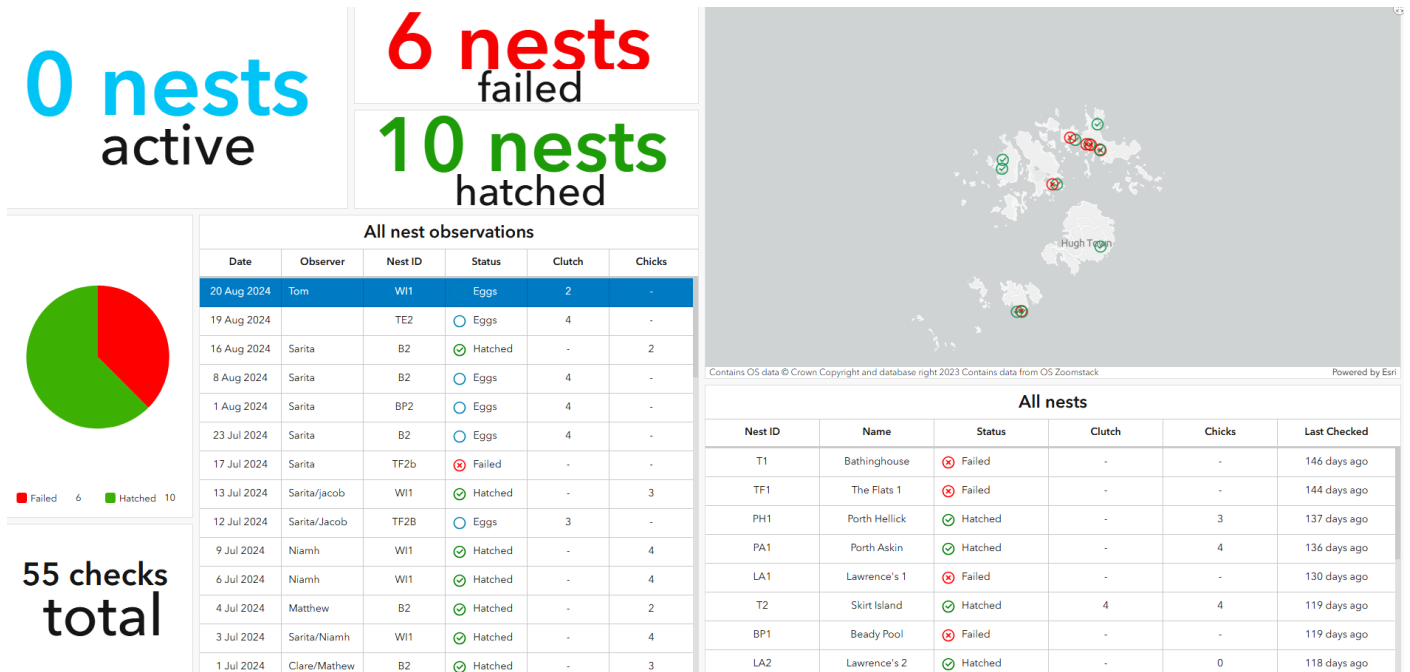 0 nests
active
6 nests
failed
10 nests
hatched
Failed 6 Hatched 10
55 checks
total
All nest observations
Date Observer Nest ID Status Clutch Chicks
20 Aug 2024 Tom WI1 Eggs 2 -
19 Aug 2024 TE2 Eggs 4 -
16 Aug 2024 Sarita B2 Hatched - 2
8 Aug 2024 Sarita B2 Eggs 4 -
1 Aug 2024 Sarita BP2 Eggs 4 -
23 Jul 2024 Sarita B2 Eggs 4 -
17 Jul 2024 Sarita TF2b Failed - -
13 Jul 2024 Sarita/jacob WI1 Hatched - 3
12 Jul 2024 Sarita/Jacob TF2B Eggs 3 -
9 Jul 2024 Niamh WI1 Hatched - 4
6 Jul 2024 Niamh WI1 Hatched - 4
4 Jul 2024 Matthew B2 Hatched - 2
3 Jul 2024 Sarita/Niamh WI1 Hatched - 4
1 Jul 2024 Clare/Mathew B2 Hatched - 3
Hugh Town
Contains OS data © Crown Copyright and database right 2023 Contains data from OS Zoomstack
Powered by Esri
All nests
Nest ID Name Status Clutch Chicks Last Checked
T1 Bathinghouse Failed - - 146 days ago
TF1 The Flats 1 Failed - - 144 days ago
PH1 Porth Hellick Hatched - 3 137 days ago
PA1 Porth Askin Hatched - 4 136 days ago
LA1 Lawrence's 1 Failed - - 130 days ago
T2 Skirt Island Hatched 4 4 119 days ago
BP1 Beady Pool Failed - - 119 days ago
LA2 Lawrence's 2 Hatched - 0 118 days ago